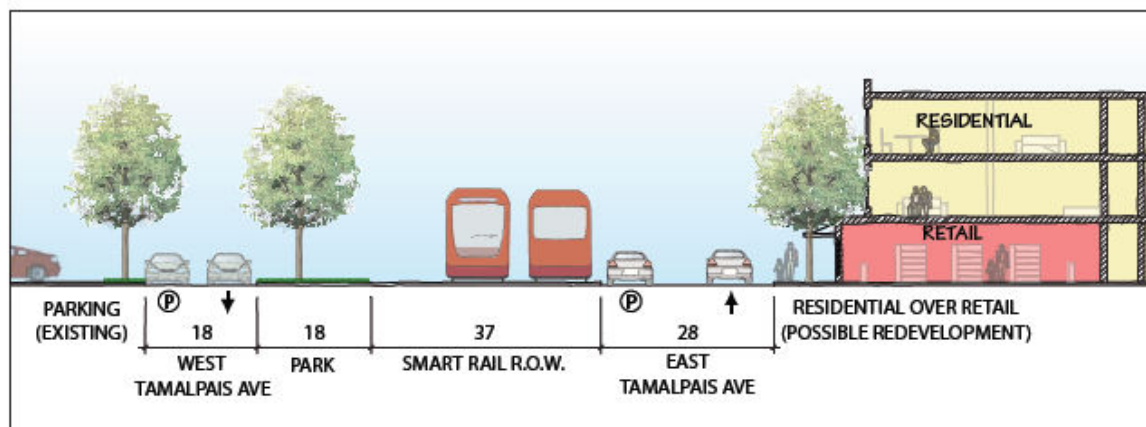 RESIDENTIAL
RETAIL
PARKING
(EXISTING)
P
18
WEST
TAMALPAIS AVE
18
PARK
37
SMART RAIL R.O.W.
P
28
EAST
TAMALPAIS AVE
RESIDENTIAL OVER RETAIL
(POSSIBLE REDEVELOPMENT)